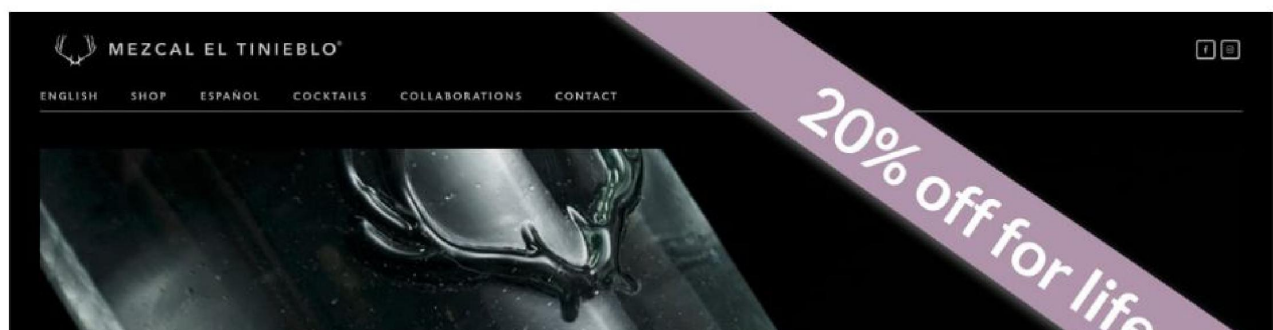 MEZCAL EL TINIEBLO®
ENGLISH SHOP ESPAÑOL COCKTAILS COLLABORATIONS CONTACT
20% off for life